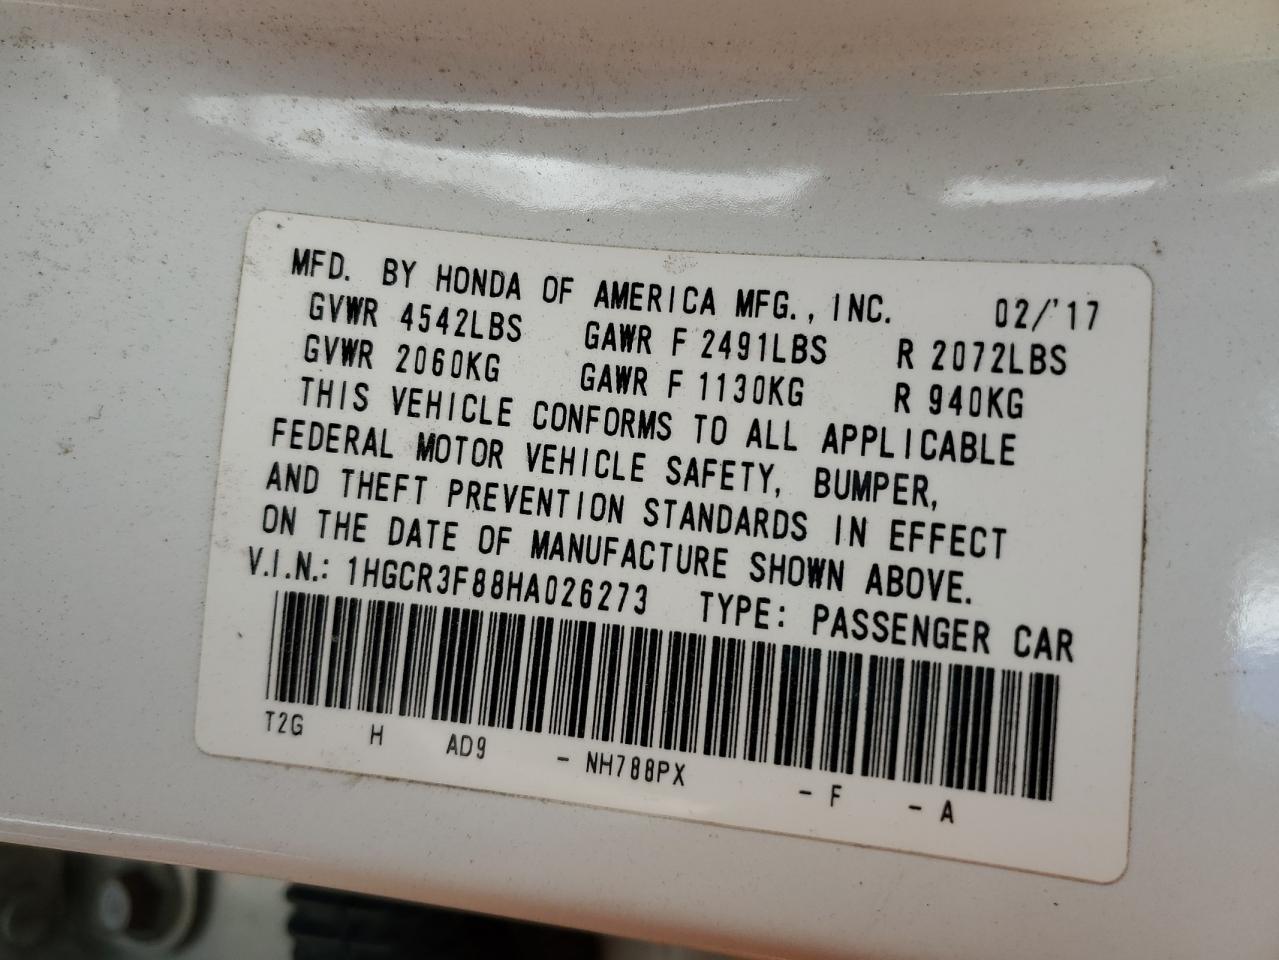 MFD. BY HONDA OF AMERICA MFG., INC. 02/'17
GVWR 4542LBS GAWR F 2491LBS R 2072LBS
GVWR 2060KG GAWR F 1130KG R 940KG
THIS VEHICLE CONFORMS TO ALL APPLICABLE
FEDERAL MOTOR VEHICLE SAFETY, BUMPER,
AND THEFT PREVENTION STANDARDS IN EFFECT
ON THE DATE OF MANUFACTURE SHOWN ABOVE.
V.I.N.: 1HGCR3F88HA026273 TYPE: PASSENGER CAR
T2G H AD9 - NH788PX - F - A